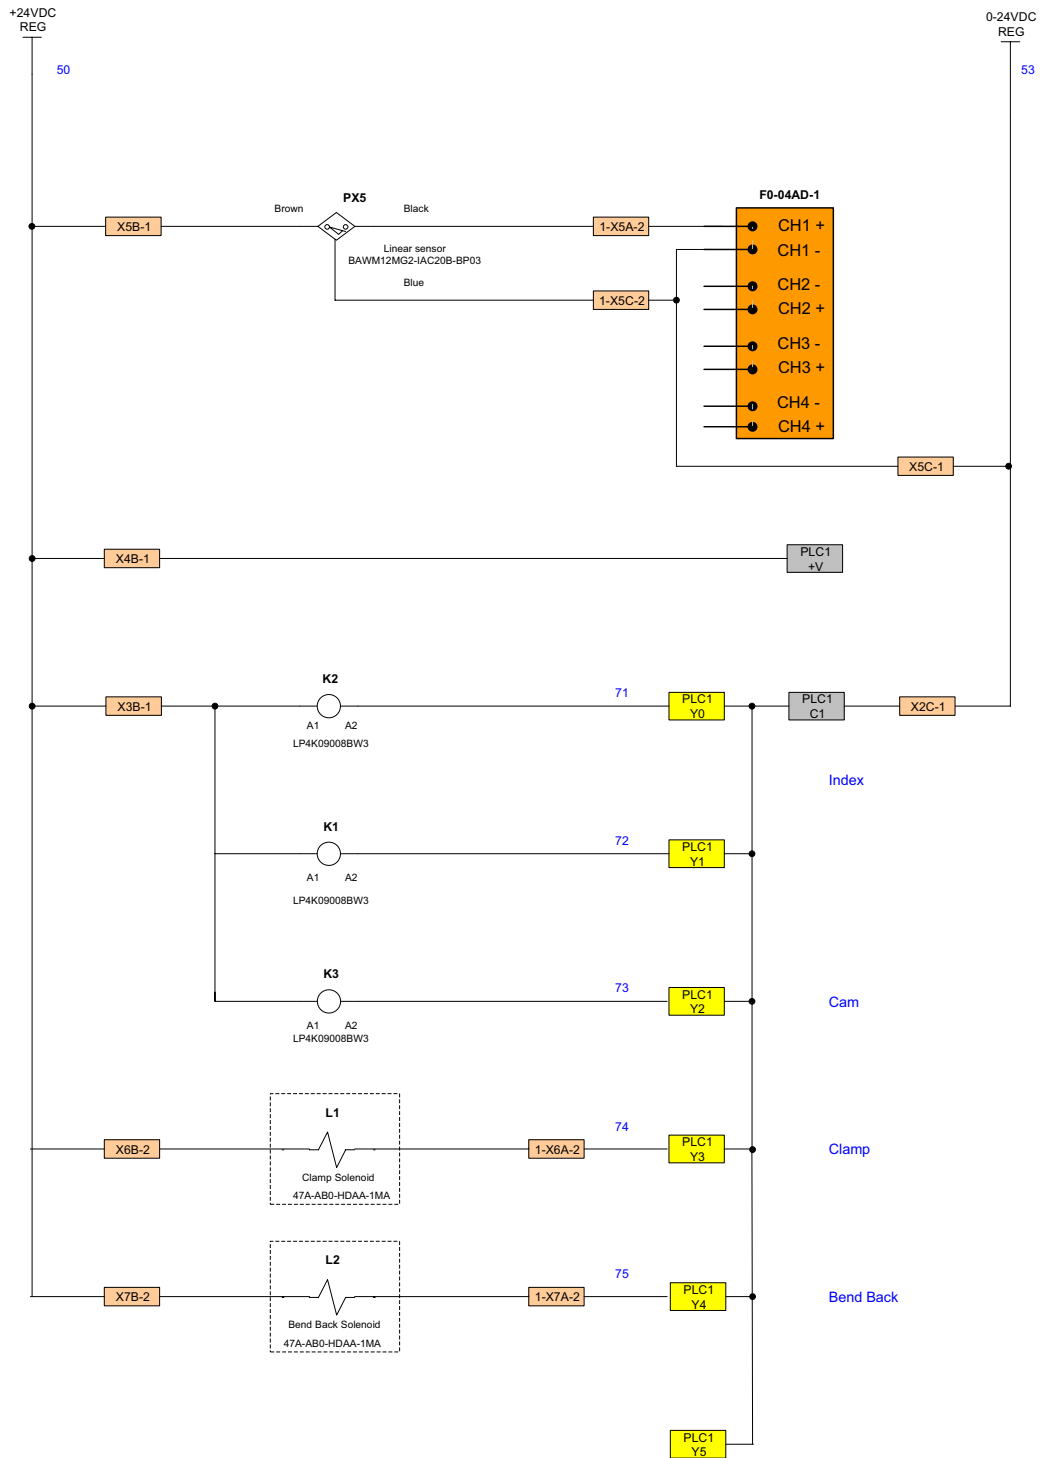 +24VDC
REG
0-24VDC
REG
50
53
PX5
F0-04AD-1
Brown
Black
X5B-1
1-X5A-2
CH1 +
Linear sensor
BAWM12MG2-IAC20B-BP03
CH1 -
Blue
1-X5C-2
CH2 -
CH2 +
CH3 -
CH3 +
CH4 -
CH4 +
X5C-1
X4B-1
PLC1
+V
K2
71
X3B-1
PLC1
Y0
PLC1
C1
X2C-1
A1 A2
LP4K09008BW3
Index
K1
72
PLC1
Y1
A1 A2
LP4K09008BW3
K3
73
PLC1
Y2
Cam
A1 A2
LP4K09008BW3
L1
74
X6B-2
1-X6A-2
PLC1
Y3
Clamp
Clamp Solenoid
47A-AB0-HDAA-1MA
L2
75
X7B-2
1-X7A-2
PLC1
Y4
Bend Back
Bend Back Solenoid
47A-AB0-HDAA-1MA
PLC1
Y5